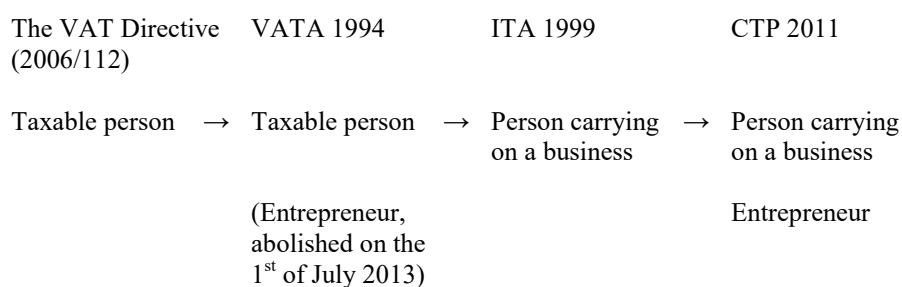 The VAT Directive VATA 1994 ITA 1999 CTP 2011
(2006/112)
Taxable person → Taxable person → Person carrying → Person carrying
on a business on a business
(Entrepreneur, Entrepreneur
abolished on the
1st of July 2013)